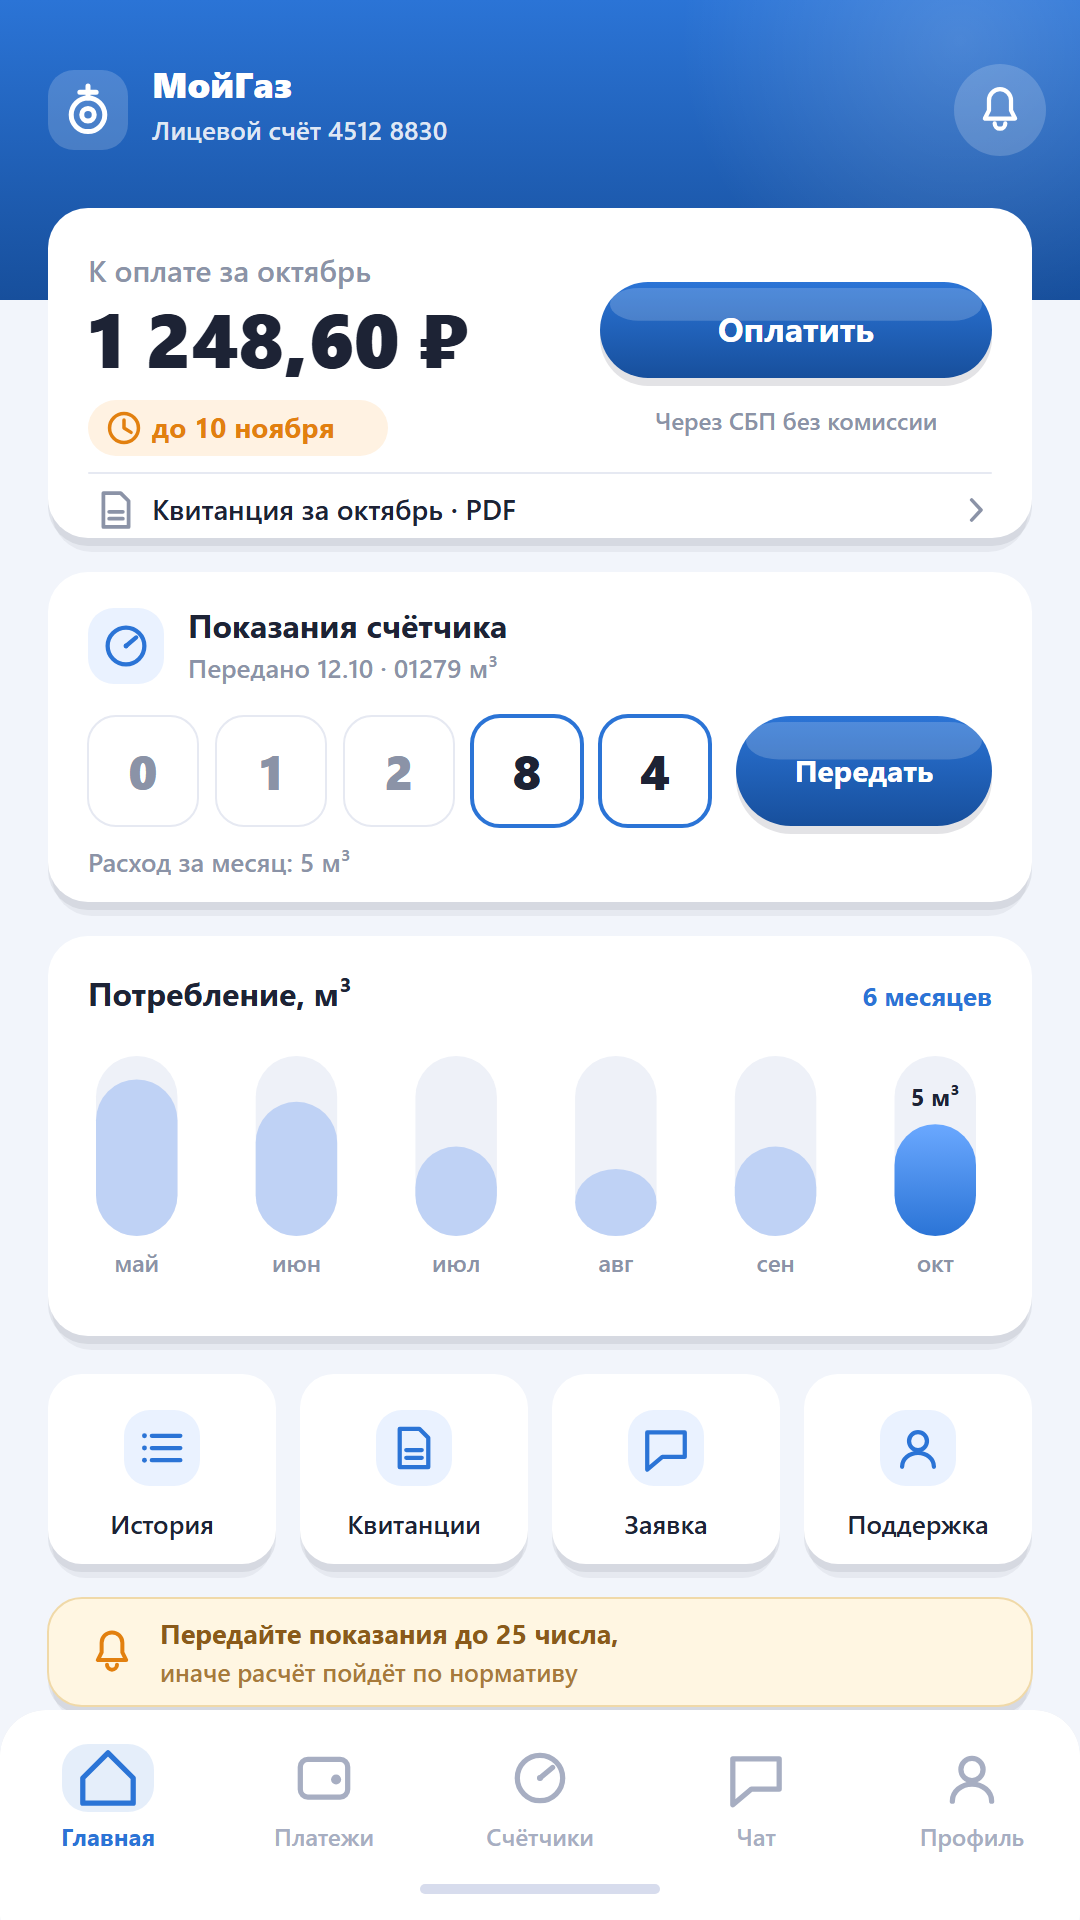 МойГаз
Лицевой счёт 4512 8830
К оплате за октябрь
1 248,60 ₽
Оплатить
до 10 ноября
Через СБП без комиссии
Квитанция за октябрь · PDF
Показания счётчика
Передано 12.10 · 01279 м³
0 1 2 8 4
Передать
Расход за месяц: 5 м³
Потребление, м³
6 месяцев
5 м³
май июн июл авг сен окт
История Квитанции Заявка Поддержка
Передайте показания до 25 числа,
иначе расчёт пойдёт по нормативу
Главная Платежи Счётчики Чат Профиль